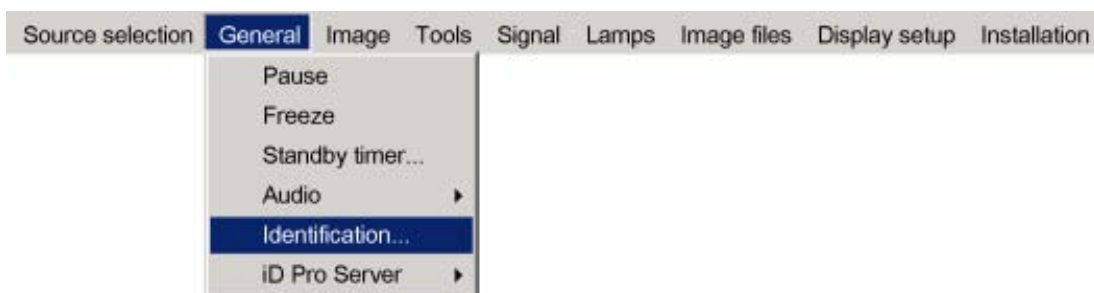 Source selection General Image Tools Signal Lamps Image files Display setup Installation
Pause
Freeze
Standby timer...
Audio
Identification...
iD Pro Server